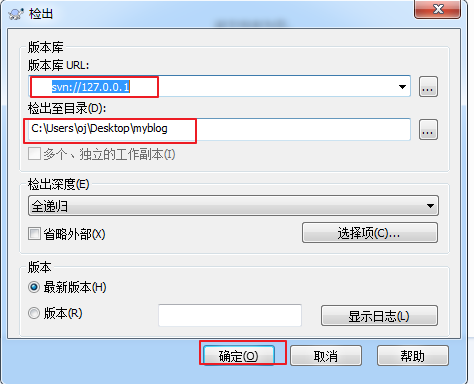 检出
版本库
版本库 URL:
svn://127.0.0.1
...
检出至目录(D):
C:\Users\oj\Desktop\myblog
...
多个、独立的工作副本(I)
检出深度(E)
全递归
省略外部(X)
选择项(C)...
版本
最新版本(H)
版本(R)
显示日志(L)
确定(O)
取消
帮助